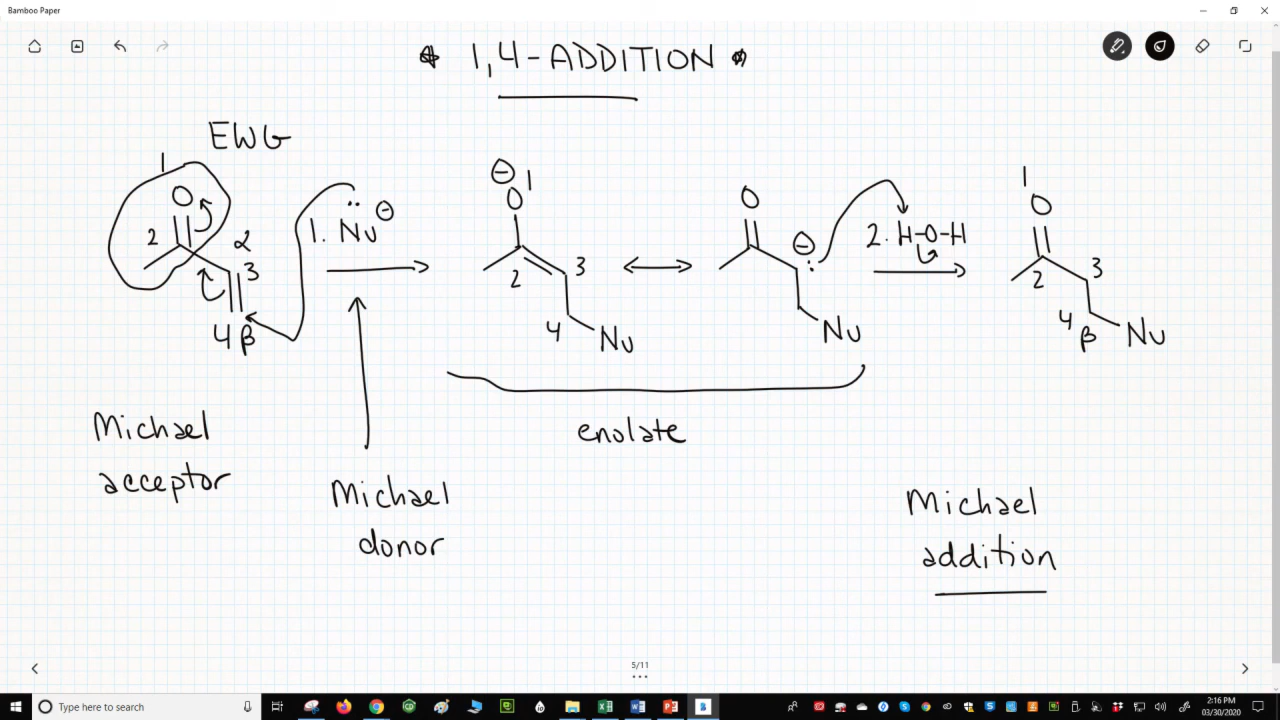 Bamboo Paper
* 1,4-ADDITION *
EWG
1
O
2
α
3
4 β
1. Nu ⊖
⊖
O 1
2
3
4
Nu
O
⊖
Nu
2. H-O-H
1
O
2
3
4
β
Nu
Michael
acceptor
Michael
donor
enolate
Michael
addition
5/11
Type here to search
2:16 PM
03/30/2020